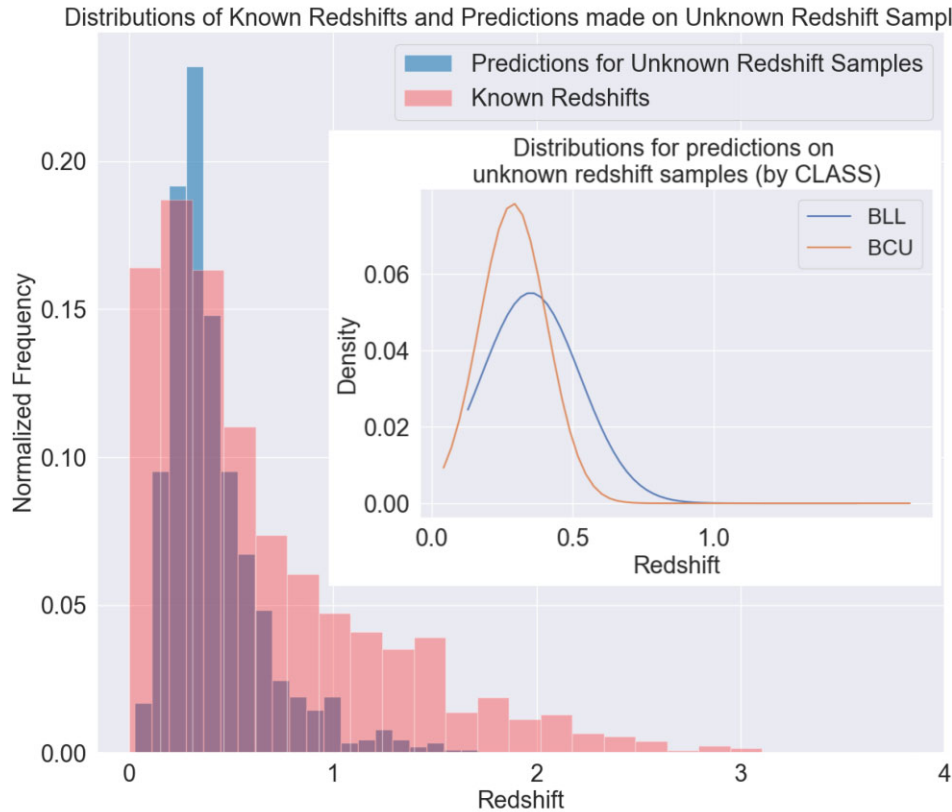 Distributions of Known Redshifts and Predictions made on Unknown Redshift Sampl
Predictions for Unknown Redshift Samples
Known Redshifts
Distributions for predictions on
unknown redshift samples (by CLASS)
BLL
BCU
0.06
0.04
0.02
0.00
Density
0.0 0.5 1.0
Redshift
0.20
0.15
0.10
0.05
0.00
Normalized Frequency
0 1 2 3 4
Redshift